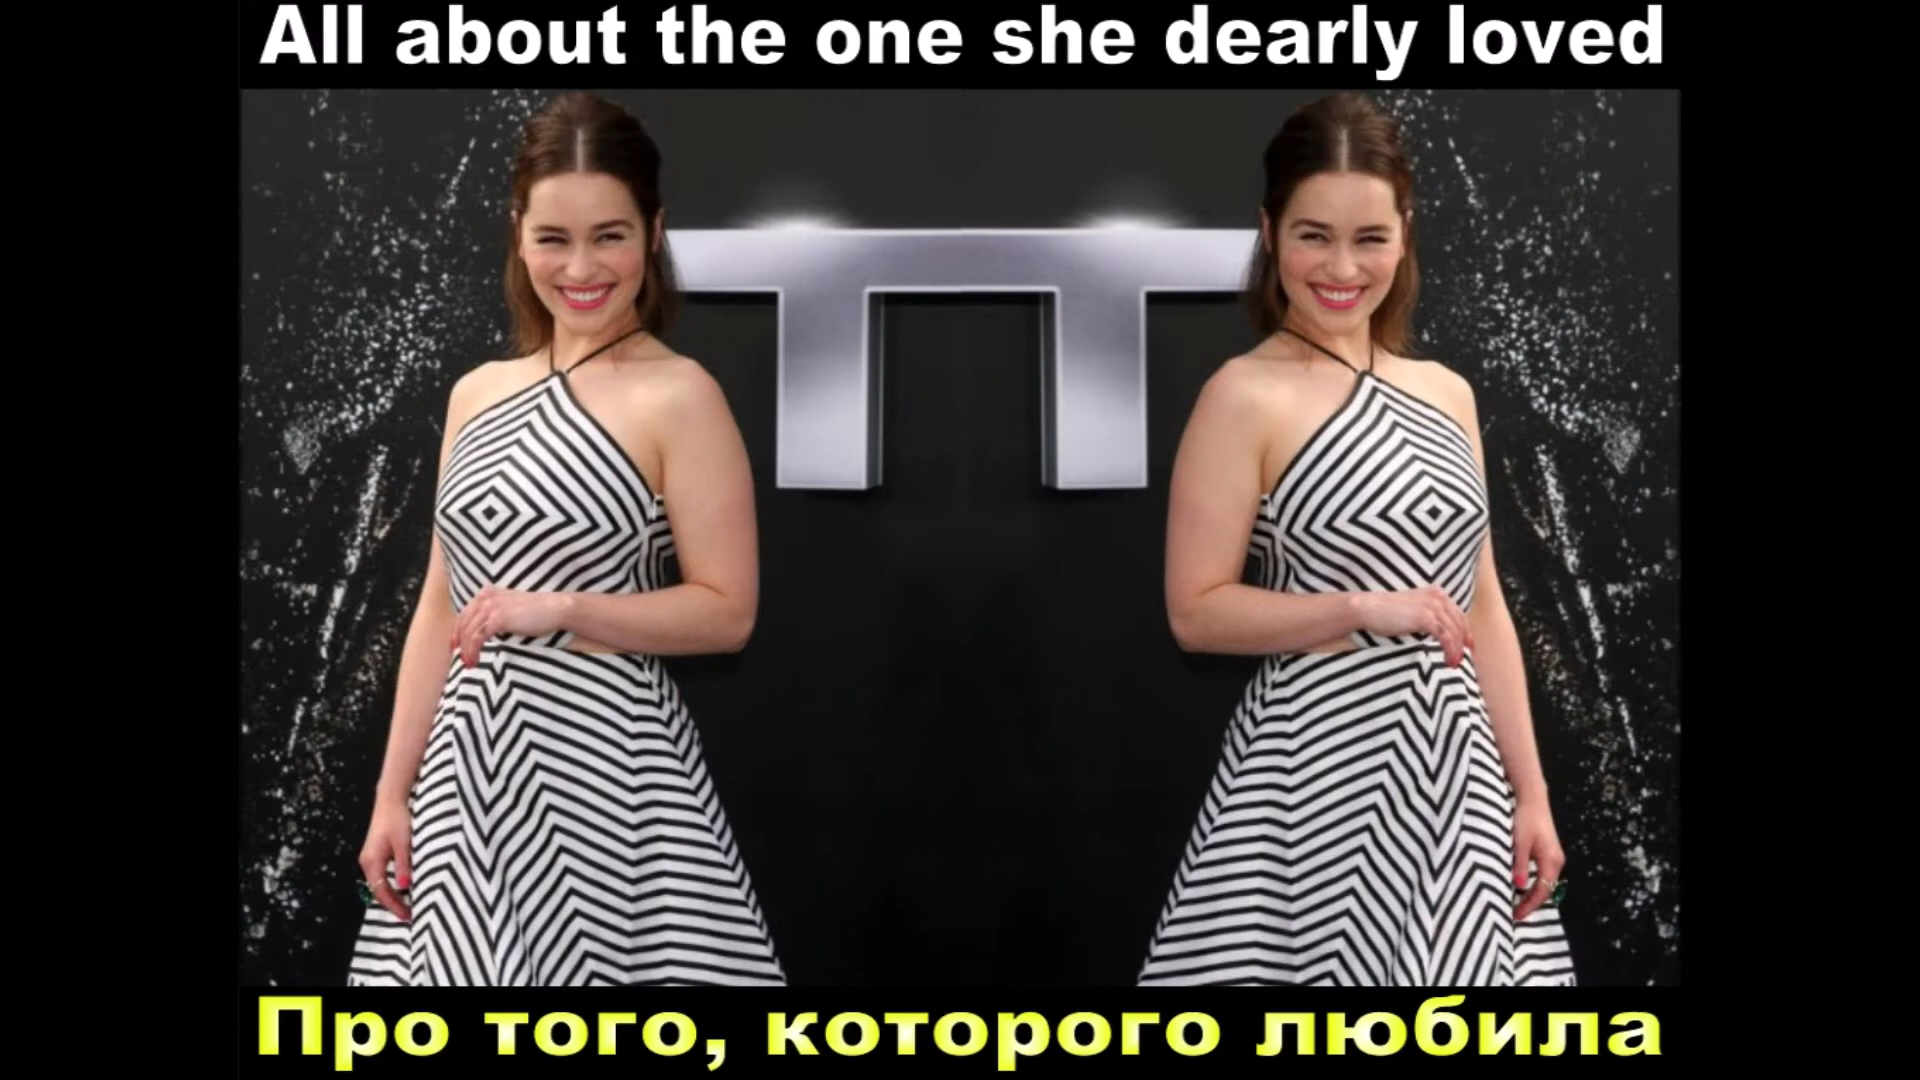 All about the one she dearly loved
Про того, которого любила